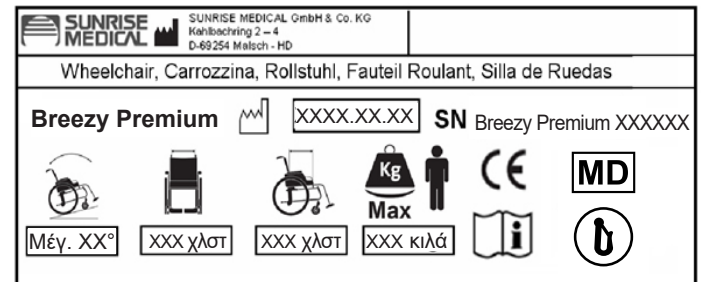 SUNRISE MEDICAL
SUNRISE MEDICAL GmbH & Co. KG
Kahlbachring 2 – 4
D-69254 Malsch - HD
Wheelchair, Carrozzina, Rollstuhl, Fauteil Roulant, Silla de Ruedas
Breezy Premium XXXX.XX.XX SN Breezy Premium XXXXXX
Kg CE MD
Max i
Μέγ. XX° XXX χλστ XXX χλστ XXX κιλά